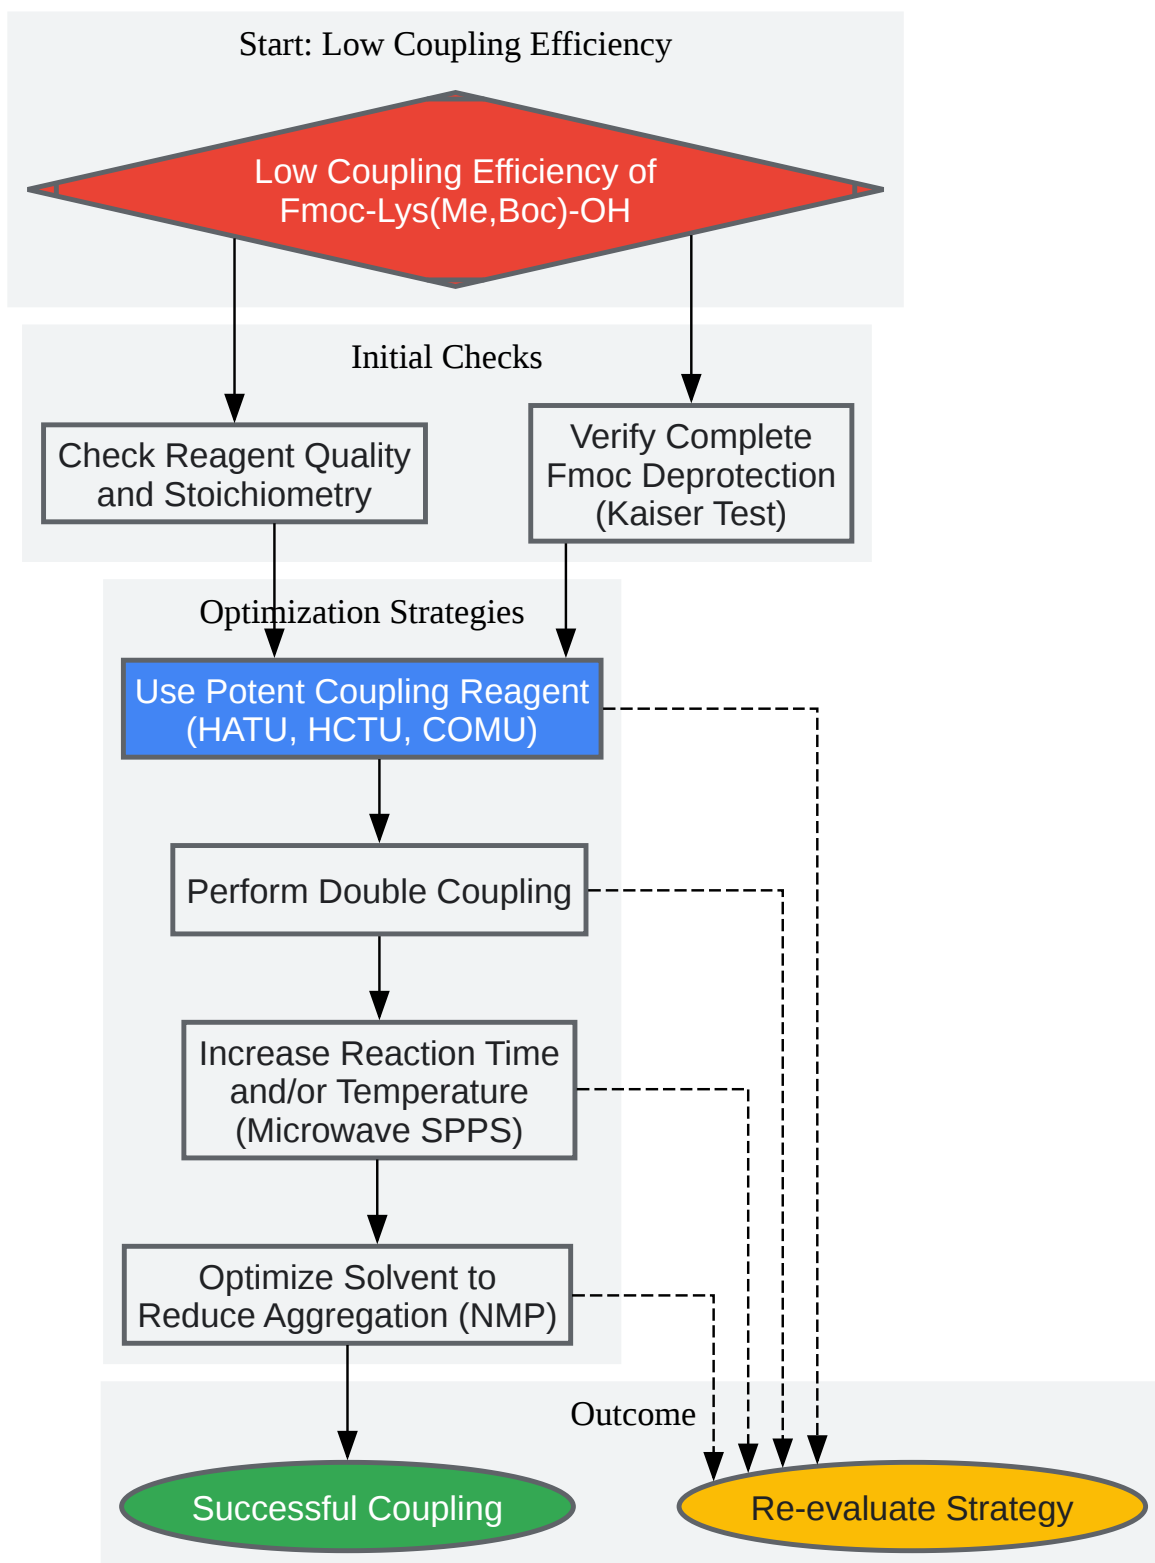 Start: Low Coupling Efficiency
Low Coupling Efficiency of
Fmoc-Lys(Me,Boc)-OH
Initial Checks
Check Reagent Quality
and Stoichiometry
Verify Complete
Fmoc Deprotection
(Kaiser Test)
Optimization Strategies
Use Potent Coupling Reagent
(HATU, HCTU, COMU)
Perform Double Coupling
Increase Reaction Time
and/or Temperature
(Microwave SPPS)
Optimize Solvent to
Reduce Aggregation (NMP)
Outcome
Successful Coupling
Re-evaluate Strategy